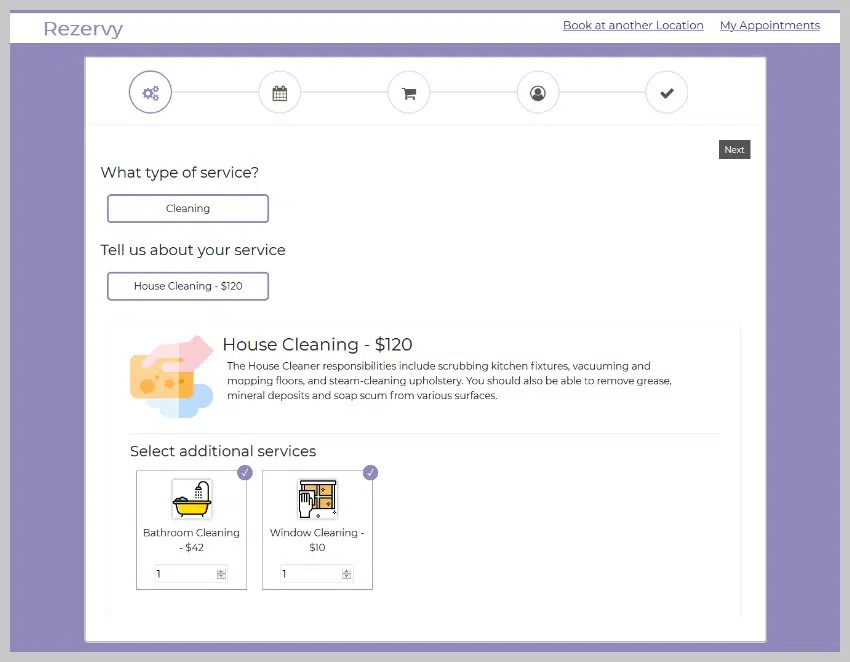 Rezervy
Book at another Location
My Appointments
Next
What type of service?
Cleaning
Tell us about your service
House Cleaning - $120
House Cleaning - $120
The House Cleaner responsibilities include scrubbing kitchen fixtures, vacuuming and
mopping floors, and steam-cleaning upholstery. You should also be able to remove grease,
mineral deposits and soap scum from various surfaces.
Select additional services
Bathroom Cleaning
- $42
1
Window Cleaning -
$10
1